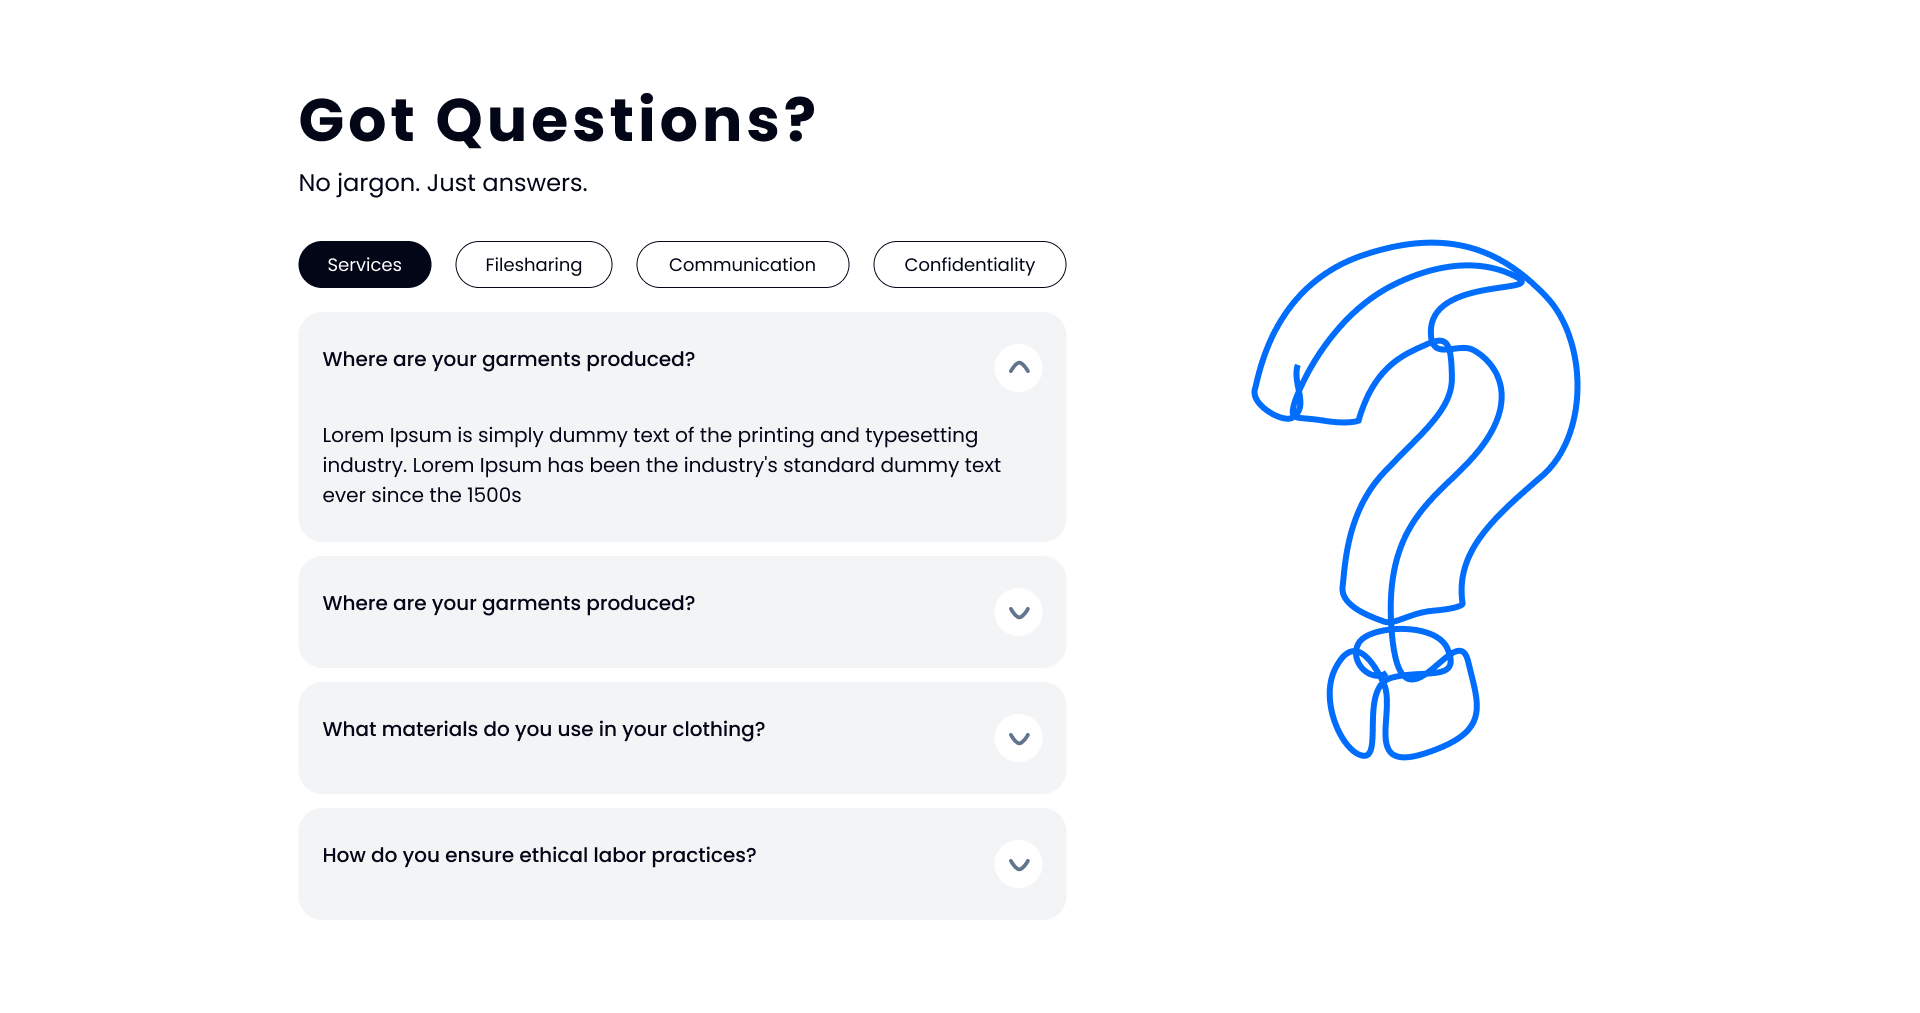 Got Questions?
No jargon. Just answers.
Services
Filesharing
Communication
Confidentiality
Where are your garments produced?
Lorem Ipsum is simply dummy text of the printing and typesetting
industry. Lorem Ipsum has been the industry's standard dummy text
ever since the 1500s
Where are your garments produced?
What materials do you use in your clothing?
How do you ensure ethical labor practices?